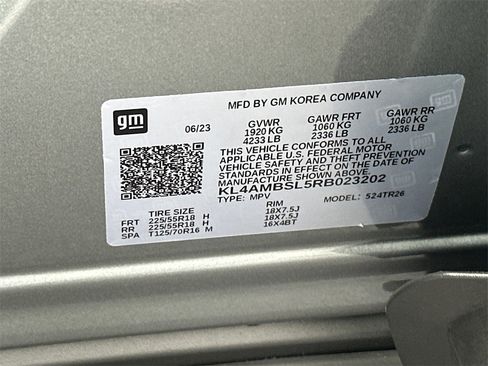 MFD BY GM KOREA COMPANY
gm
06/23 GVWR GAWR FRT GAWR RR
1920 KG 1060 KG 1060 KG
4233 LB 2336 LB 2336 LB
THIS VEHICLE CONFORMS TO ALL
APPLICABLE U.S. FEDERAL MOTOR
VEHICLE SAFETY, BUMPER, AND THEFT
PREVENTION STANDARDS IN
EFFECT ON THE DATE OF
MANUFACTURE SHOWN ABOVE.
KL4AMBSL5RB023202
TYPE: MPV MODEL: 524TR26
TIRE SIZE RIM
FRT 225/55R18 H 18X7.5J
RR 225/55R18 H 18X7.5J
SPA T125/70R16 M 16X4BT